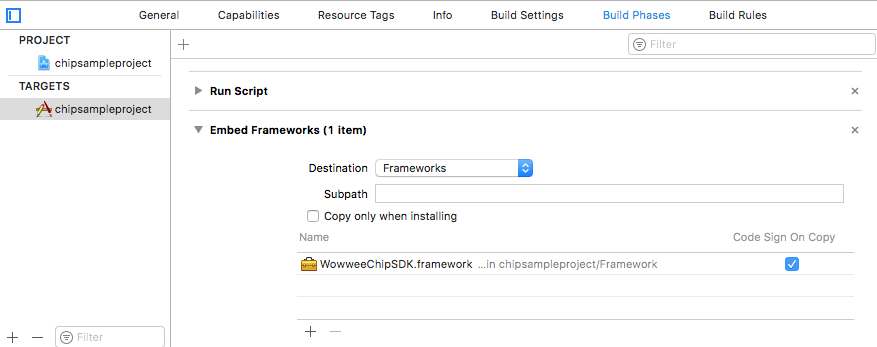 General Capabilities Resource Tags Info Build Settings Build Phases Build Rules
PROJECT
chipsampleproject
TARGETS
chipsampleproject
Filter
Filter
Run Script
Embed Frameworks (1 item)
Destination Frameworks
Subpath
Copy only when installing
Name Code Sign On Copy
WowweeChipSDK.framework ...in chipsampleproject/Framework